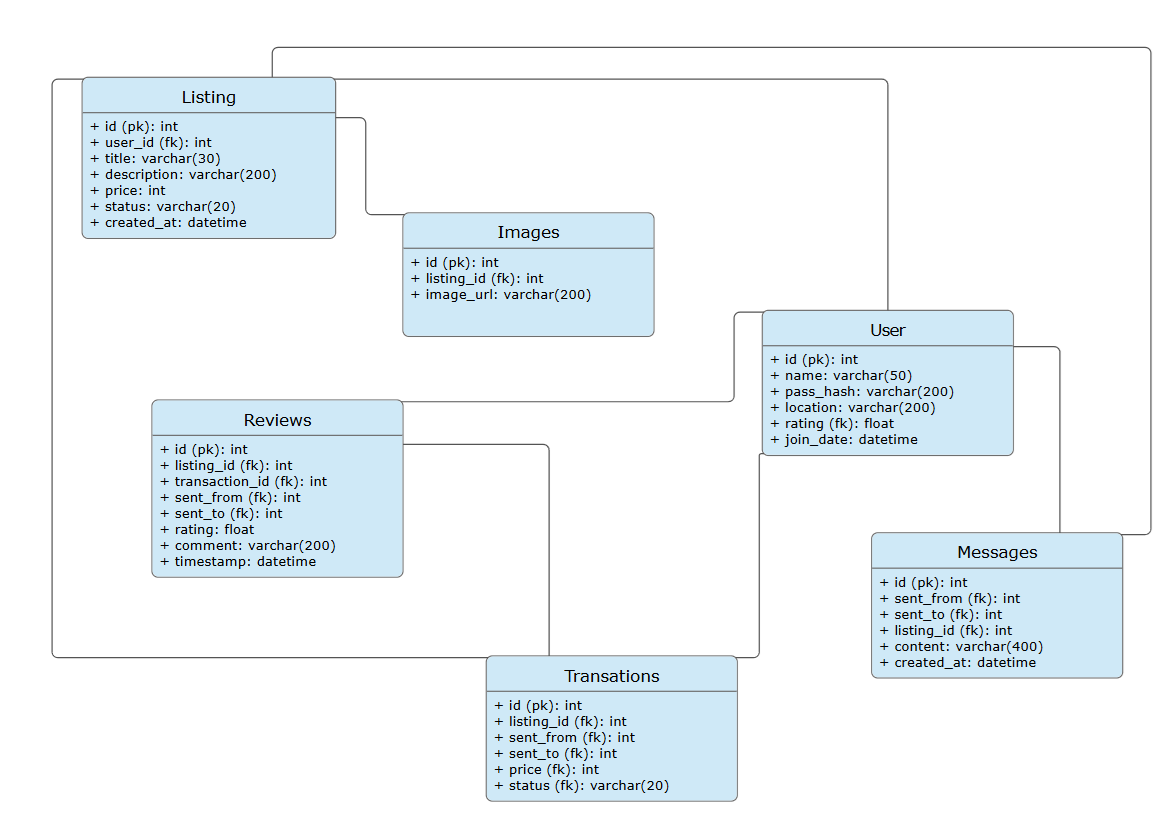 Listing
+ id (pk): int
+ user_id (fk): int
+ title: varchar(30)
+ description: varchar(200)
+ price: int
+ status: varchar(20)
+ created_at: datetime
Images
+ id (pk): int
+ listing_id (fk): int
+ image_url: varchar(200)
User
+ id (pk): int
+ name: varchar(50)
+ pass_hash: varchar(200)
+ location: varchar(200)
+ rating (fk): float
+ join_date: datetime
Reviews
+ id (pk): int
+ listing_id (fk): int
+ transaction_id (fk): int
+ sent_from (fk): int
+ sent_to (fk): int
+ rating: float
+ comment: varchar(200)
+ timestamp: datetime
Messages
+ id (pk): int
+ sent_from (fk): int
+ sent_to (fk): int
+ listing_id (fk): int
+ content: varchar(400)
+ created_at: datetime
Transations
+ id (pk): int
+ listing_id (fk): int
+ sent_from (fk): int
+ sent_to (fk): int
+ price (fk): int
+ status (fk): varchar(20)